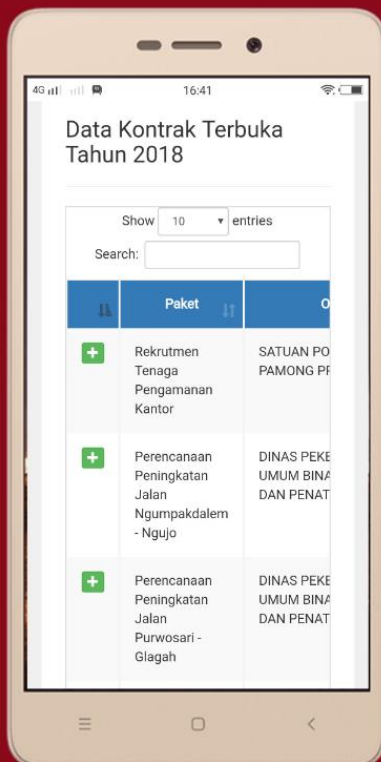 4G
16:41
Data Kontrak Terbuka
Tahun 2018
Show 10 entries
Search:
Paket
O
Rekrutmen
Tenaga
Pengamanan
Kantor
SATUAN PO
PAMONG PR
Perencanaan
Peningkatan
Jalan
Ngumpakdalem
- Ngujo
DINAS PEKE
UMUM BINA
DAN PENAT
Perencanaan
Peningkatan
Jalan
Purwosari -
Glagah
DINAS PEKE
UMUM BINA
DAN PENAT